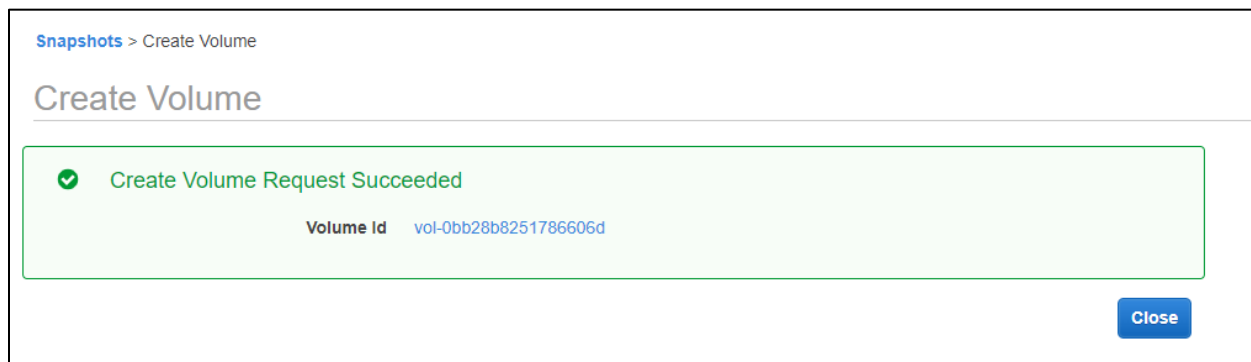 Snapshots > Create Volume
Create Volume
Create Volume Request Succeeded
Volume Id vol-0bb28b8251786606d
Close